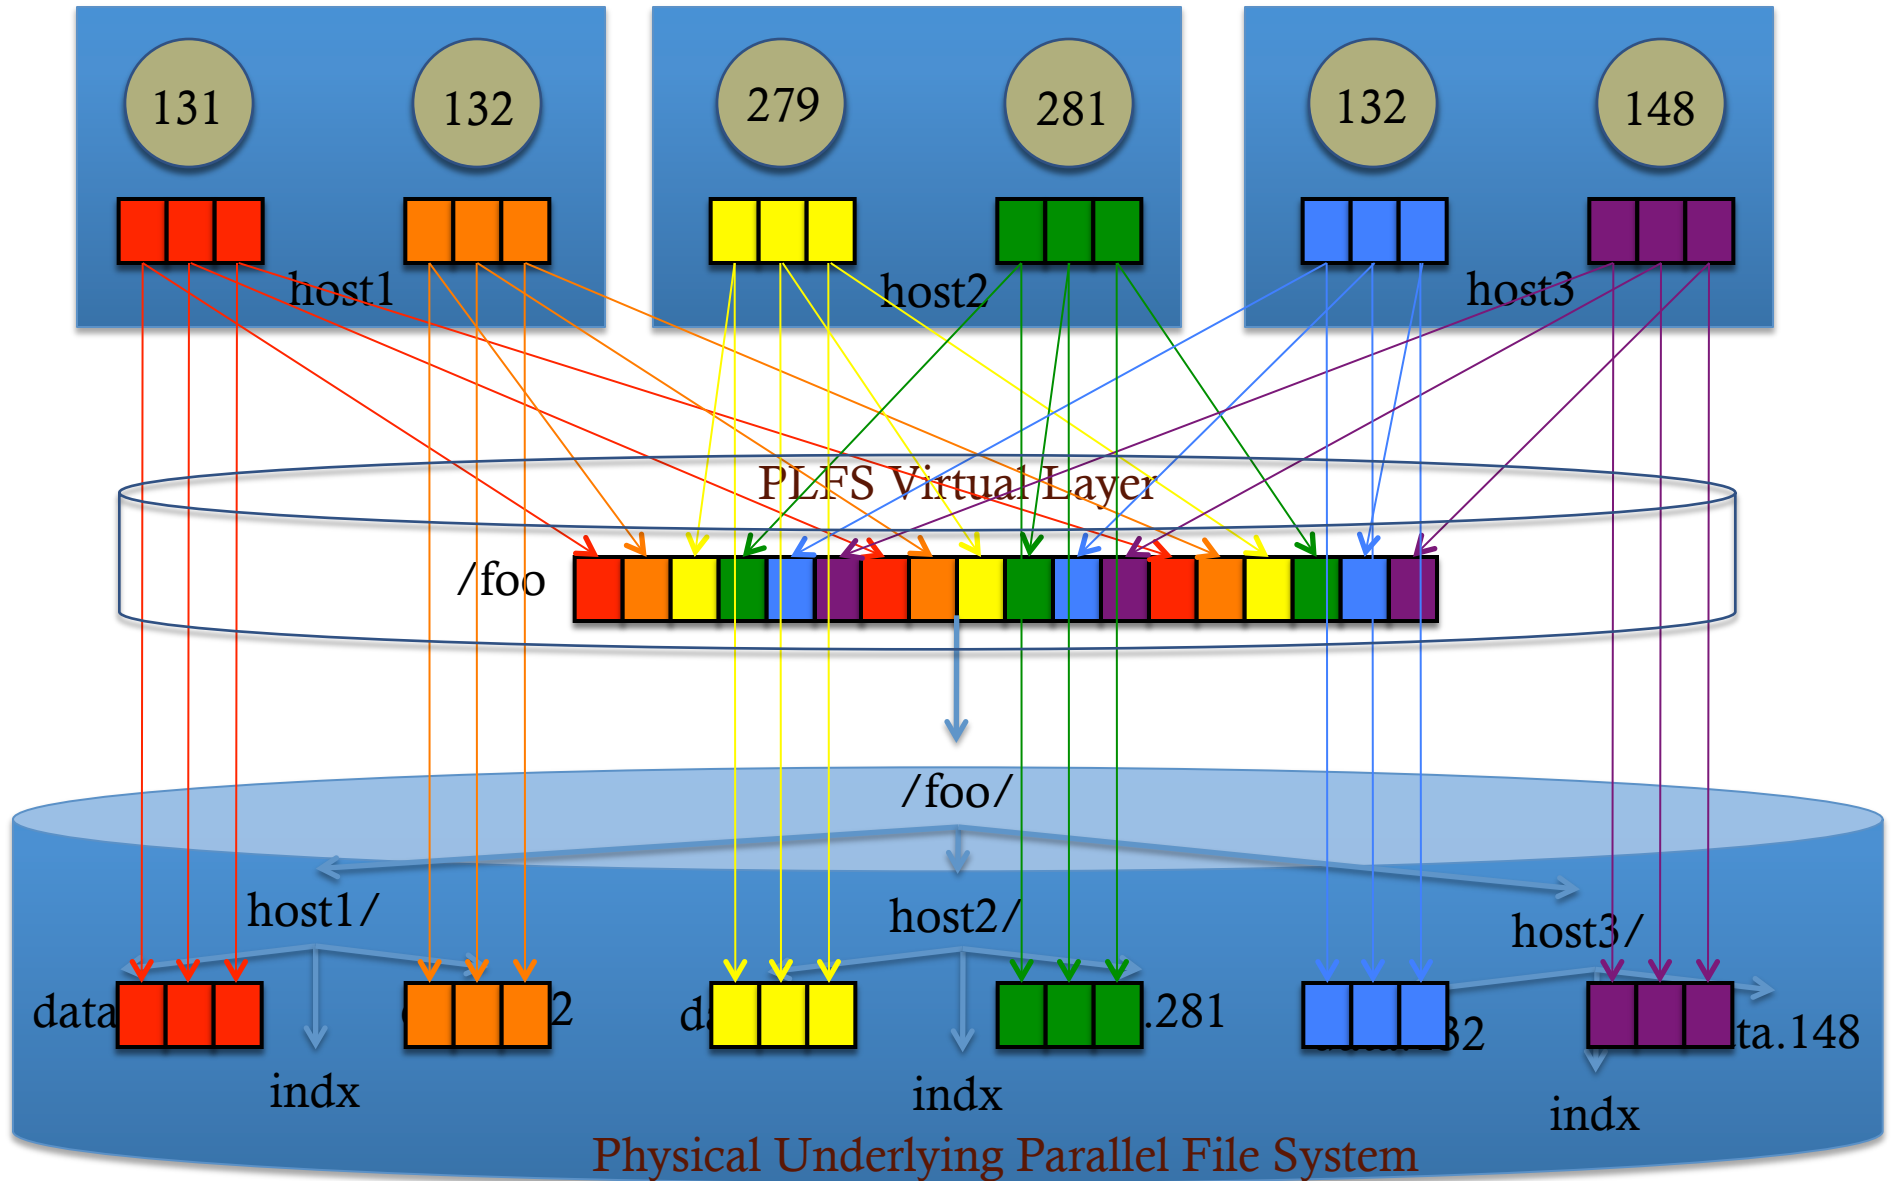 131
132
279
281
132
148
host1
host2
host3
PLFS Virtual Layer
/foo
/foo/
host1/
host2/
host3/
data
2
.281
132
ta.148
indx
indx
indx
Physical Underlying Parallel File System